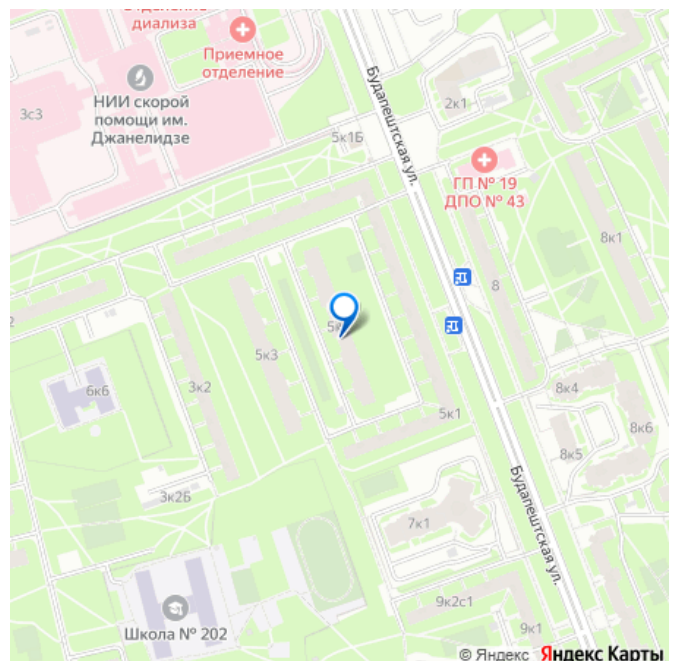 Отделение
диализа
Приемное
отделение
НИИ скорой
помощи им.
Джанелидзе
3с3
Будапештская ул.
2к1
5к1Б
ГП № 19
ДПО № 43
8к1
8
2
5к3
3к2
6к6
5к1
8к4
8к6
8к5
3к2Б
7к1
Будапештская ул.
9к2с1
9к1
Школа № 202
© Яндекс Яндекс Карты